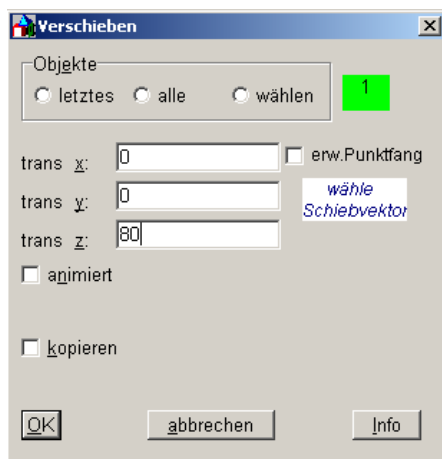 Verschieben
Objekte
letztes alle wählen 1
trans x: 0 erw.Punktfang
trans y: 0 wähle
Schiebvektor
trans z: 80
animiert
kopieren
OK abbrechen Info